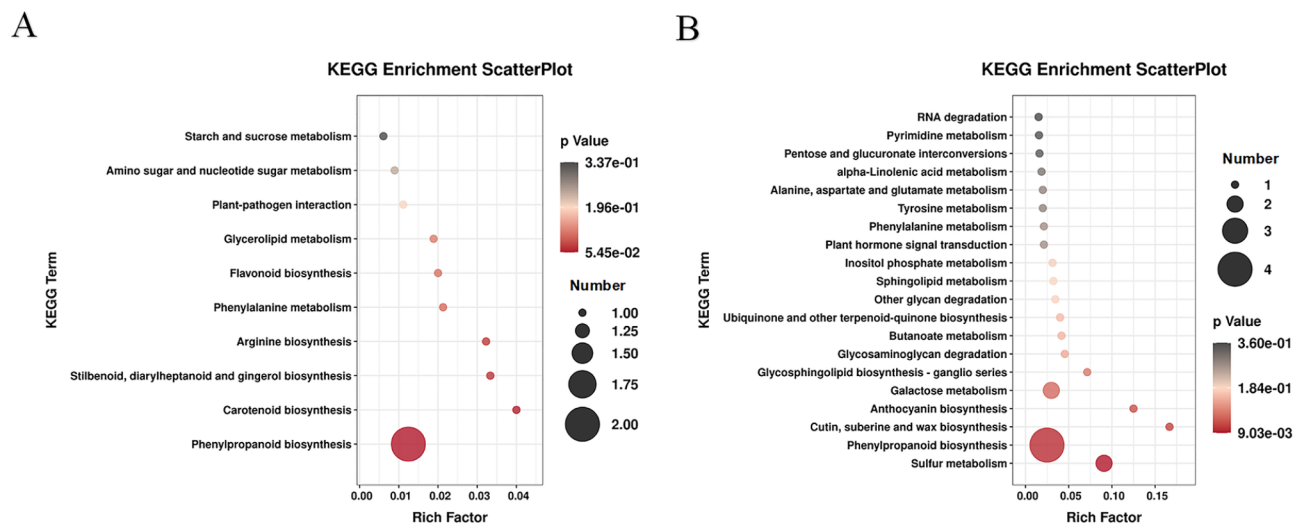 A
KEGG Enrichment ScatterPlot
KEGG Term
Starch and sucrose metabolism
Amino sugar and nucleotide sugar metabolism
Plant-pathogen interaction
Glycerolipid metabolism
Flavonoid biosynthesis
Phenylalanine metabolism
Arginine biosynthesis
Stilbenoid, diarylheptanoid and gingerol biosynthesis
Carotenoid biosynthesis
Phenylpropanoid biosynthesis
0.00 0.01 0.02 0.03 0.04
Rich Factor
p Value
3.37e-01
1.96e-01
5.45e-02
Number
1.00
1.25
1.50
1.75
2.00
B
KEGG Enrichment ScatterPlot
KEGG Term
RNA degradation
Pyrimidine metabolism
Pentose and glucuronate interconversions
alpha-Linolenic acid metabolism
Alanine, aspartate and glutamate metabolism
Tyrosine metabolism
Phenylalanine metabolism
Plant hormone signal transduction
Inositol phosphate metabolism
Sphingolipid metabolism
Other glycan degradation
Ubiquinone and other terpenoid-quinone biosynthesis
Butanoate metabolism
Glycosaminoglycan degradation
Glycosphingolipid biosynthesis - ganglio series
Galactose metabolism
Anthocyanin biosynthesis
Cutin, suberine and wax biosynthesis
Phenylpropanoid biosynthesis
Sulfur metabolism
0.00 0.05 0.10 0.15
Rich Factor
Number
1
2
3
4
p Value
3.60e-01
1.84e-01
9.03e-03